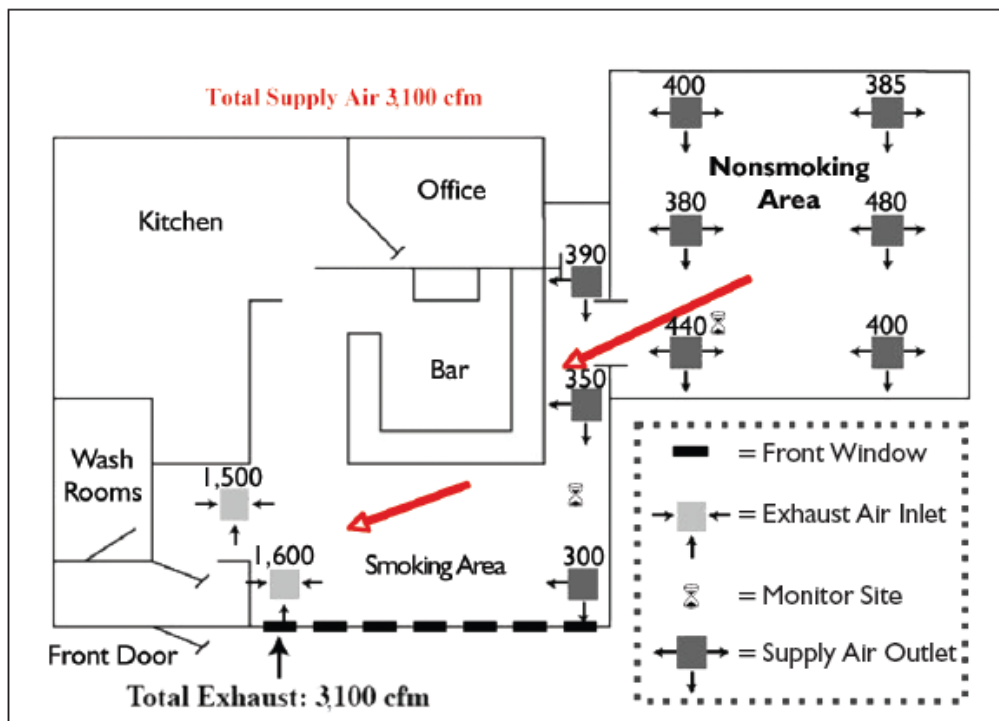 Total Supply Air 3,100 cfm
400
385
Nonsmoking
Area
Office
Kitchen
380
480
390
440
400
Bar
350
Wash
Rooms
1,500
1,600
Smoking Area
300
Front Door
Total Exhaust: 3,100 cfm
= Front Window
= Exhaust Air Inlet
= Monitor Site
= Supply Air Outlet